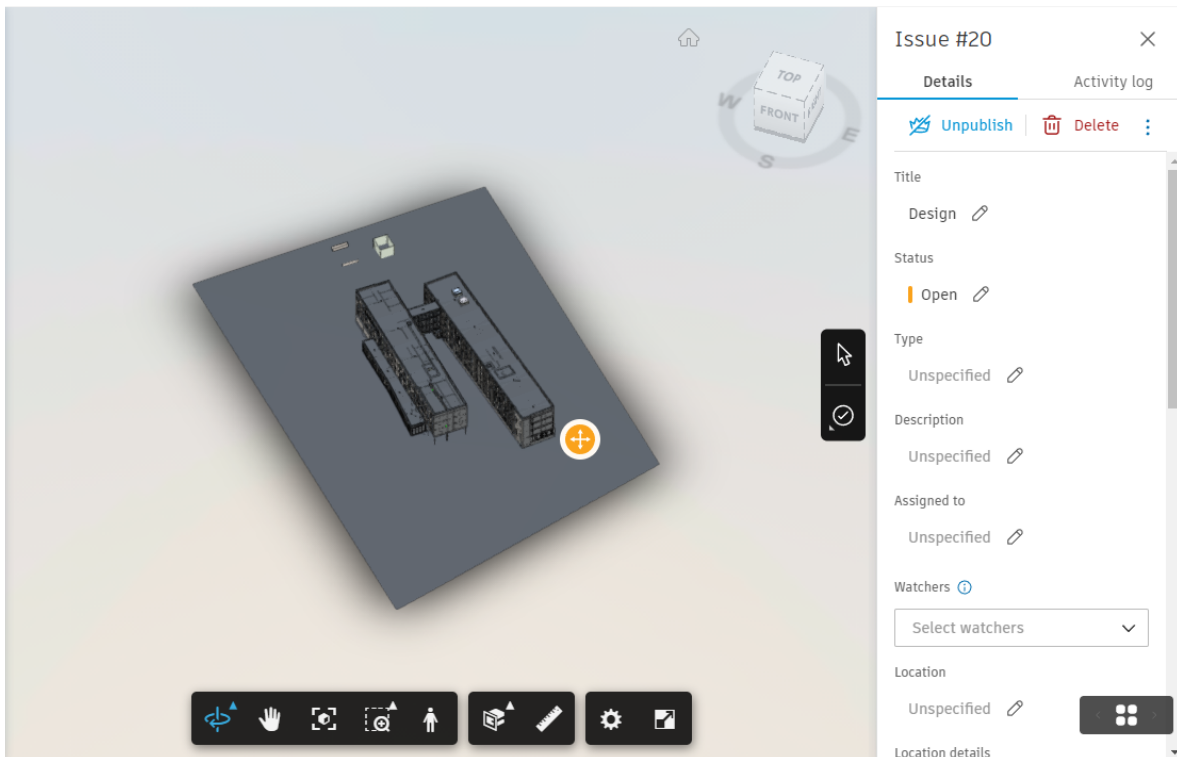 Issue #20
Details
Activity log
Unpublish
Delete
Title
Design
Status
Open
Type
Unspecified
Description
Unspecified
Assigned to
Unspecified
Watchers
Select watchers
Location
Unspecified
Location details
TOP
FRONT
W
E
S